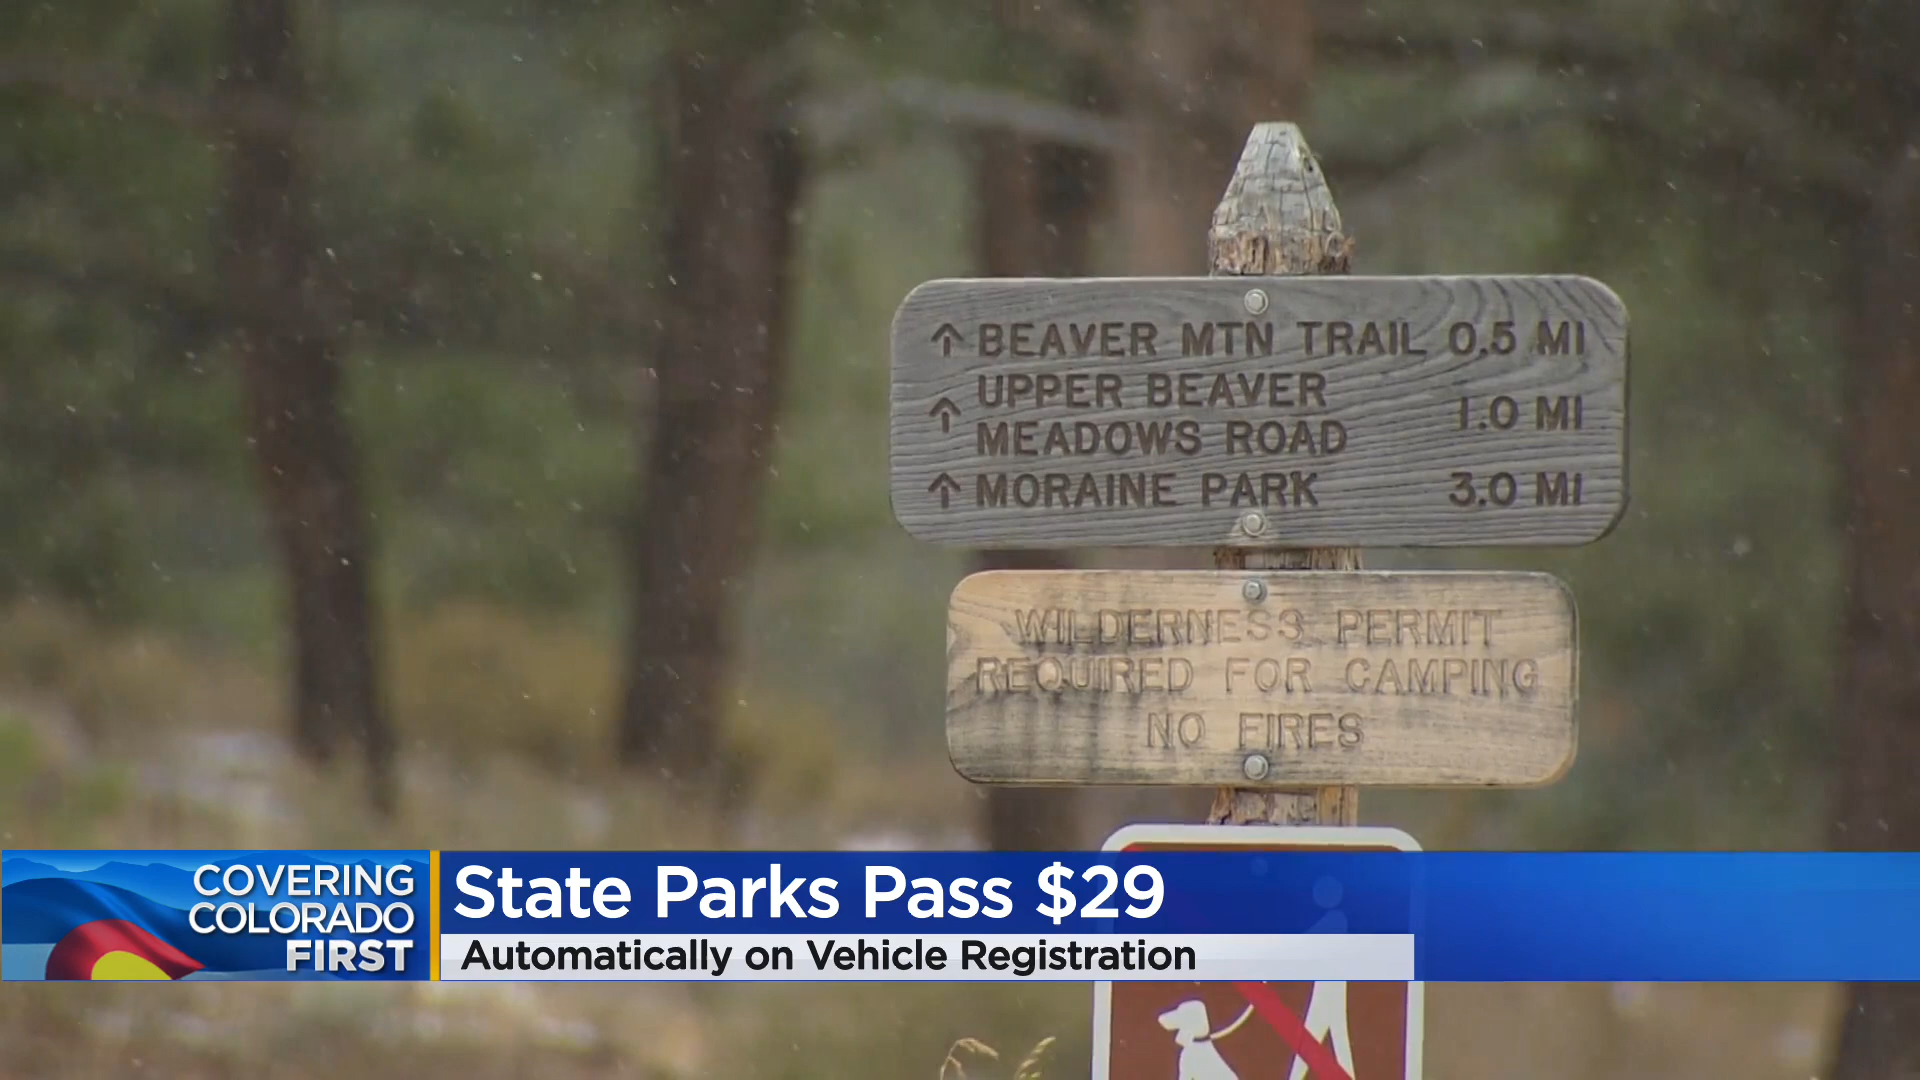 ↑ BEAVER MTN TRAIL 0.5 MI
↑ UPPER BEAVER
MEADOWS ROAD 1.0 MI
↑ MORAINE PARK 3.0 MI
WILDERNESS PERMIT
REQUIRED FOR CAMPING
NO FIRES
COVERING
COLORADO
FIRST
State Parks Pass $29
Automatically on Vehicle Registration